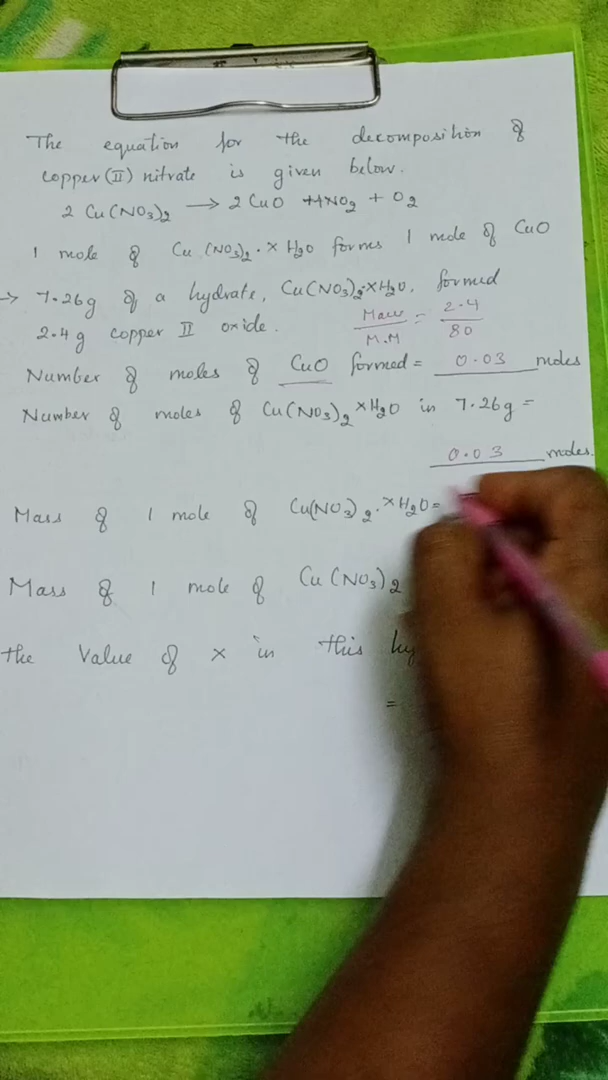 The equation for the decomposition of
copper (II) nitrate is given below.
2 Cu(NO3)2 → 2 CuO + 4NO2 + O2
1 mole of Cu (NO3)2 . x H2O forms 1 mole of CuO
→ 7.26g of a hydrate, Cu(NO3)2.xH2O, formed
2.4 g copper II oxide. Mass/M.M = 2.4/80
Number of moles of CuO formed = 0.03 moles
Number of moles of Cu(NO3)2 xH2O in 7.26g =
0.03 moles.
Mass of 1 mole of Cu(NO3)2.xH2O=
Mass of 1 mole of Cu(NO3)2
the Value of x in this
=